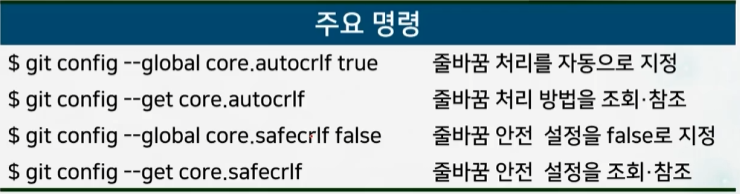 주요 명령
$ git config --global core.autocrlf true 줄바꿈 처리를 자동으로 지정
$ git config --get core.autocrlf 줄바꿈 처리 방법을 조회·참조
$ git config --global core.safecrlf false 줄바꿈 안전 설정을 false로 지정
$ git config --get core.safecrlf 줄바꿈 안전 설정을 조회·참조